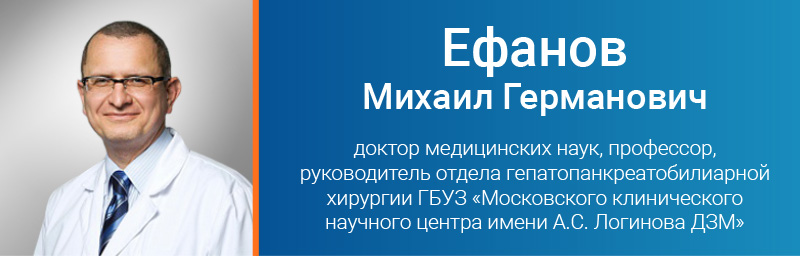 Ефанов
Михаил Германович
доктор медицинских наук, профессор,
руководитель отдела гепатопанкреатобилиарной
хирургии ГБУЗ «Московского клинического
научного центра имени А.С. Логинова ДЗМ»